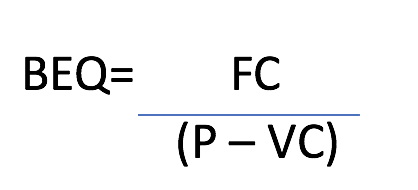 BEQ= FC
(P – VC)